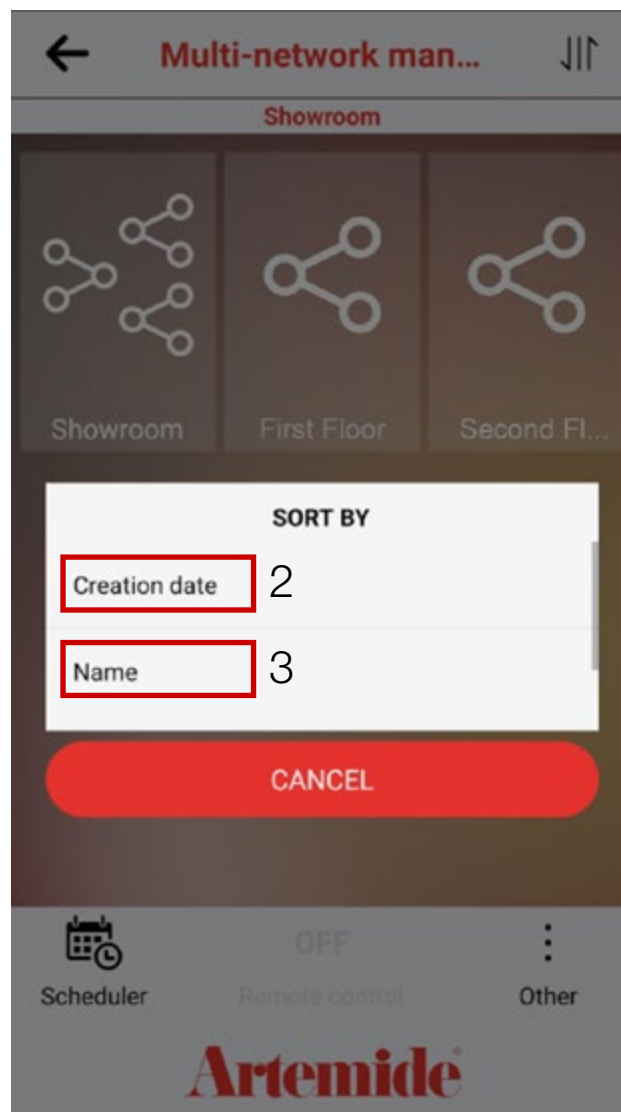 Multi-network man...
Showroom
Showroom First Floor Second Fl...
SORT BY
Creation date 2
Name 3
CANCEL
OFF
Scheduler Remote control Other
Artemide